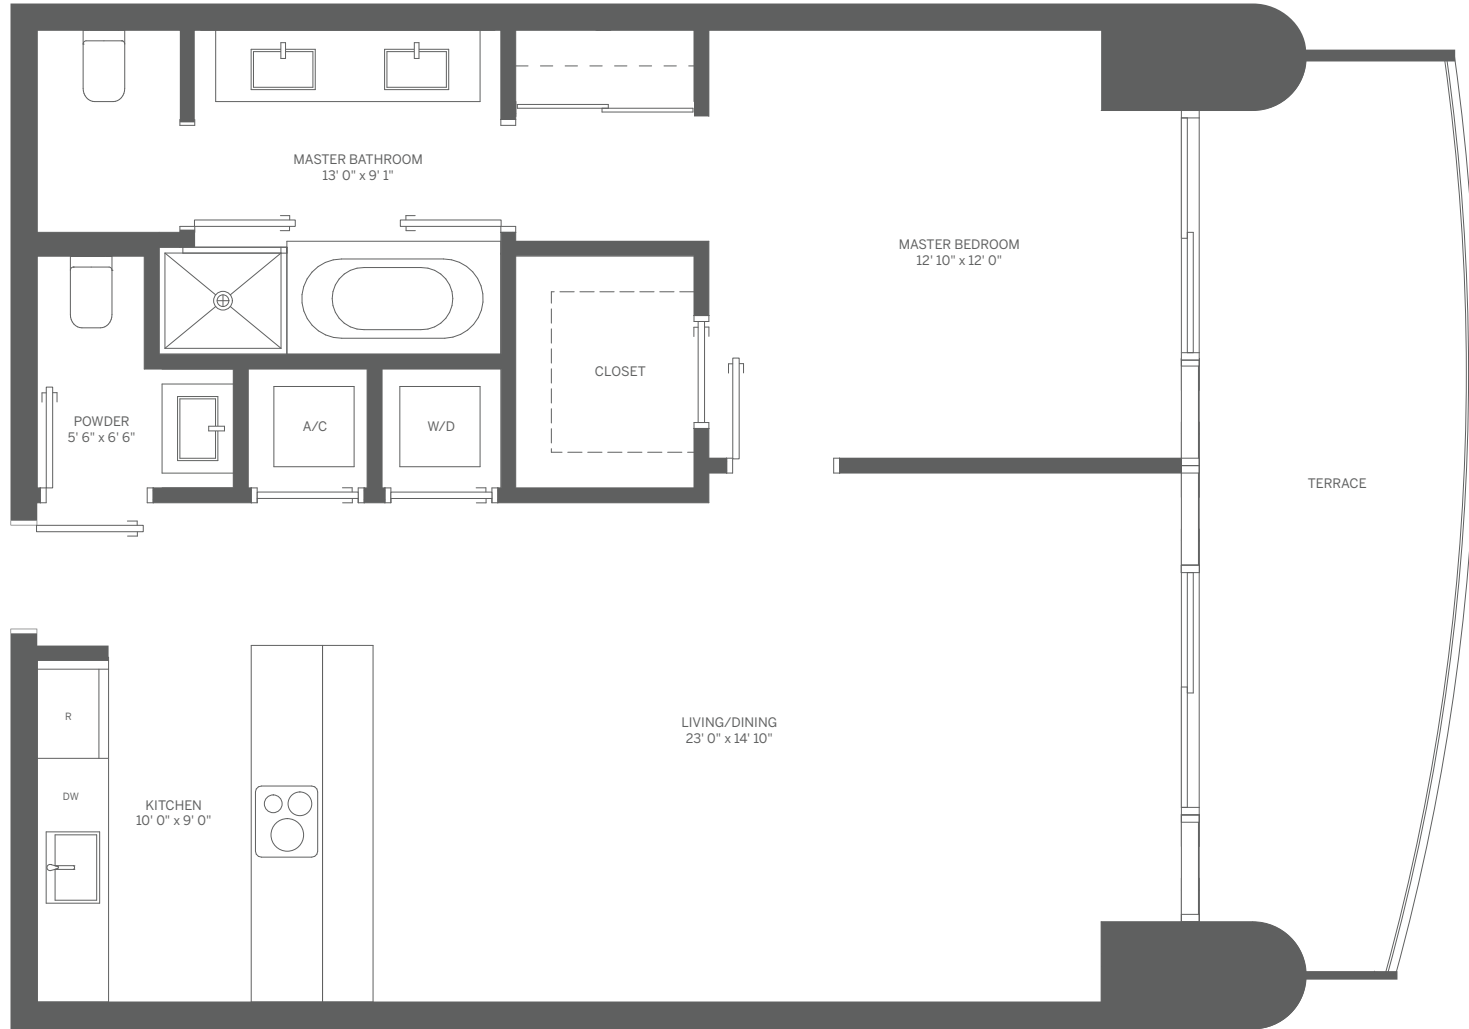 MASTER BATHROOM
13' 0" x 9' 1"
MASTER BEDROOM
12' 10" x 12' 0"
CLOSET
POWDER
5' 6" x 6' 6"
A/C
W/D
TERRACE
R
LIVING/DINING
23' 0" x 14' 10"
DW
KITCHEN
10' 0" x 9' 0"